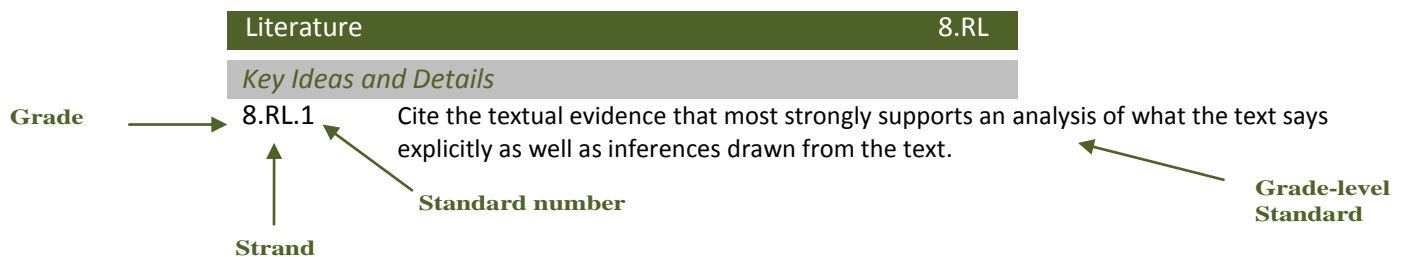 Literature 8.RL
Key Ideas and Details
Grade 8.RL.1 Cite the textual evidence that most strongly supports an analysis of what the text says
explicitly as well as inferences drawn from the text.
Standard number
Grade-level
Standard
Strand